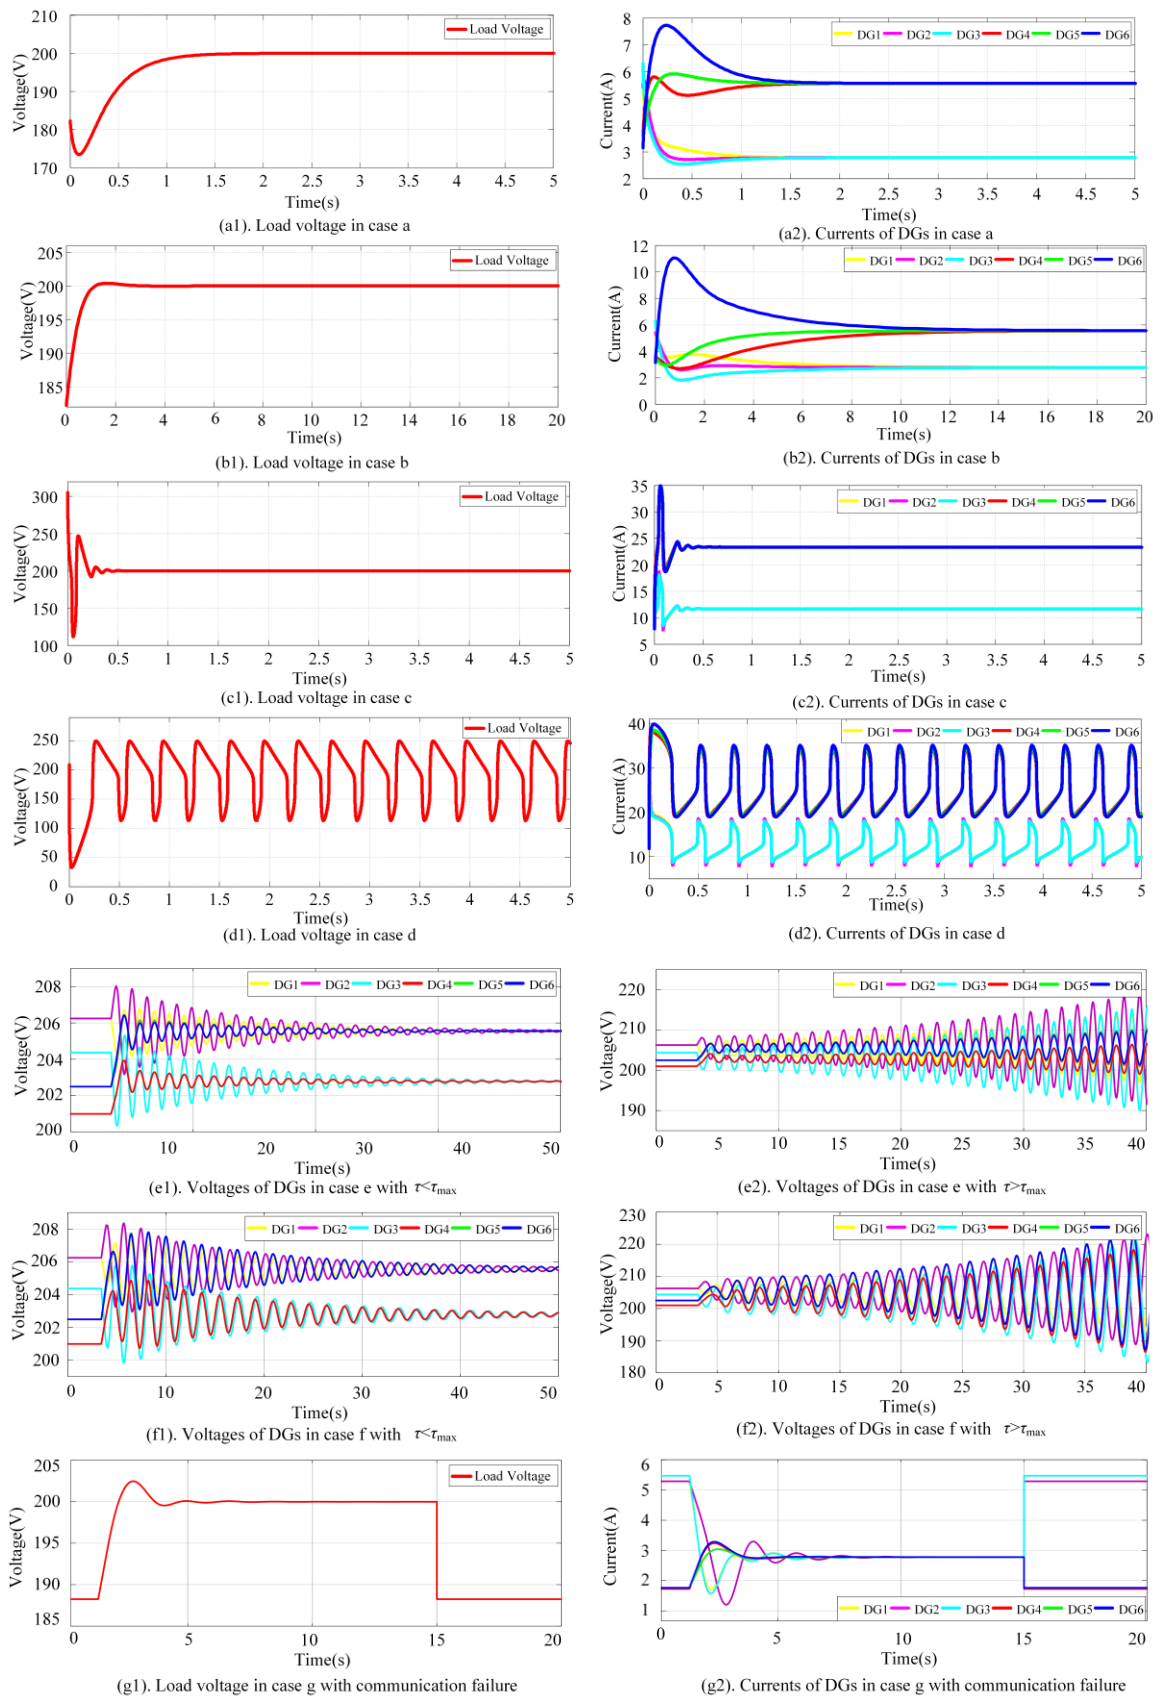 210
200
190
180
170
Voltage(V)
Load Voltage
0 0.5 1 1.5 2 2.5 3 3.5 4 4.5 5
Time(s)
(a1). Load voltage in case a
8
7
6
5
4
3
2
Current(A)
DG1 DG2 DG3 DG4 DG5 DG6
0 0.5 1 1.5 2 2.5 3 3.5 4 4.5 5
Time(s)
(a2). Currents of DGs in case a
205
200
195
190
185
Voltage(V)
Load Voltage
0 2 4 6 8 10 12 14 16 18 20
Time(s)
(b1). Load voltage in case b
12
10
8
6
4
2
0
Current(A)
DG1 DG2 DG3 DG4 DG5 DG6
0 2 4 6 8 10 12 14 16 18 20
Time(s)
(b2). Currents of DGs in case b
300
250
200
150
100
Voltage(V)
Load Voltage
0 0.5 1 1.5 2 2.5 3 3.5 4 4.5 5
Time(s)
(c1). Load voltage in case c
35
30
25
20
15
10
5
Current(A)
DG1 DG2 DG3 DG4 DG5 DG6
0 0.5 1 1.5 2 2.5 3 3.5 4 4.5 5
Time(s)
(c2). Currents of DGs in case c
250
200
150
100
50
0
Voltage(V)
Load Voltage
0 0.5 1 1.5 2 2.5 3 3.5 4 4.5 5
Time(s)
(d1). Load voltage in case d
40
30
20
10
Current(A)
DG1 DG2 DG3 DG4 DG5 DG6
0 0.5 1 1.5 2 2.5 3 3.5 4 4.5 5
Time(s)
(d2). Currents of DGs in case d
208
206
204
202
200
Voltage(V)
DG1 DG2 DG3 DG4 DG5 DG6
0 10 20 30 40 50
Time(s)
(e1). Voltages of DGs in case e with τ<τmax
220
210
200
190
Voltage(V)
DG1 DG2 DG3 DG4 DG5 DG6
0 5 10 15 20 25 30 35 40
Time(s)
(e2). Voltages of DGs in case e with τ>τmax
208
206
204
202
200
Voltage(V)
DG1 DG2 DG3 DG4 DG5 DG6
0 10 20 30 40 50
Time(s)
(f1). Voltages of DGs in case f with τ<τmax
230
220
210
200
190
180
Voltage(V)
DG1 DG2 DG3 DG4 DG5 DG6
0 5 10 15 20 25 30 35 40
Time(s)
(f2). Voltages of DGs in case f with τ>τmax
205
200
195
190
185
Voltage(V)
Load Voltage
0 5 10 15 20
Time(s)
(g1). Load voltage in case g with communication failure
6
5
4
3
2
1
Current(A)
DG1 DG2 DG3 DG4 DG5 DG6
0 5 10 15 20
Time(s)
(g2). Currents of DGs in case g with communication failure